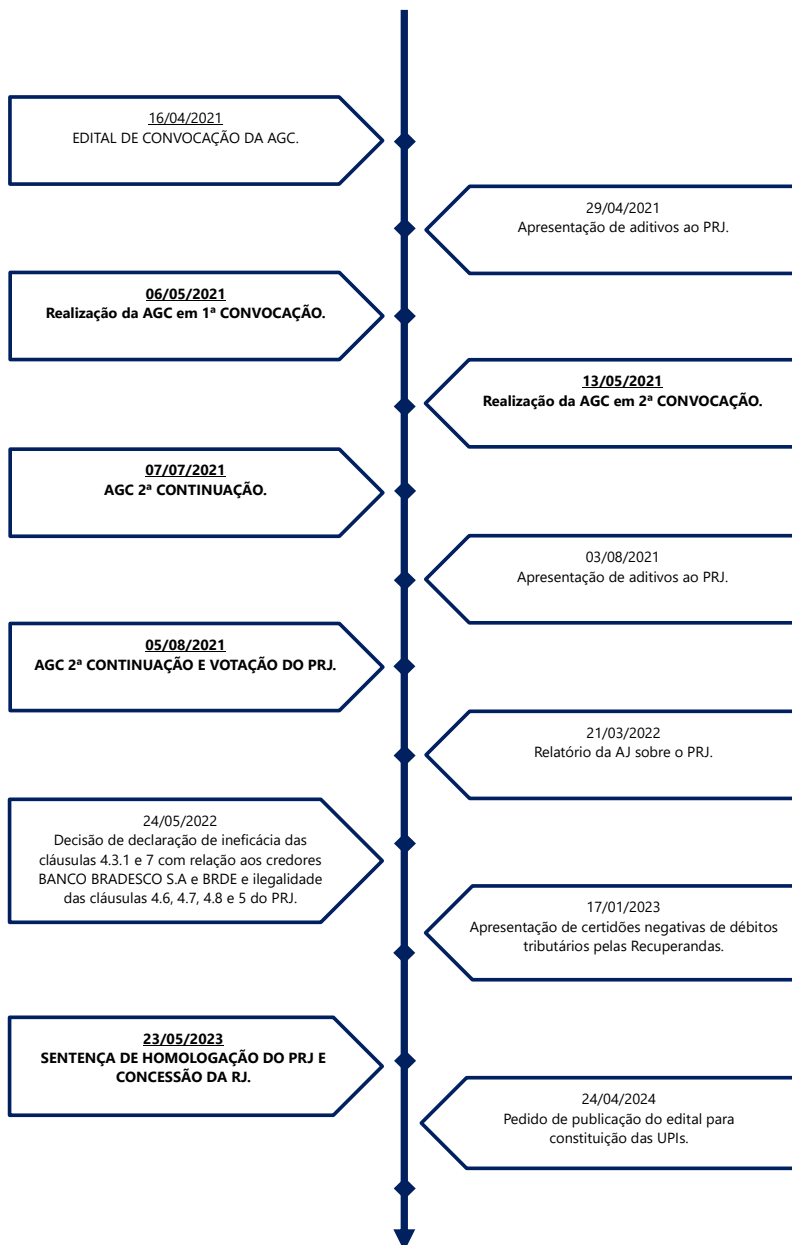 16/04/2021
EDITAL DE CONVOCAÇÃO DA AGC.
29/04/2021
Apresentação de aditivos ao PRJ.
06/05/2021
Realização da AGC em 1ª CONVOCAÇÃO.
13/05/2021
Realização da AGC em 2ª CONVOCAÇÃO.
07/07/2021
AGC 2ª CONTINUAÇÃO.
03/08/2021
Apresentação de aditivos ao PRJ.
05/08/2021
AGC 2ª CONTINUAÇÃO E VOTAÇÃO DO PRJ.
21/03/2022
Relatório da AJ sobre o PRJ.
24/05/2022
Decisão de declaração de ineficácia das
cláusulas 4.3.1 e 7 com relação aos credores
BANCO BRADESCO S.A e BRDE e ilegalidade
das cláusulas 4.6, 4.7, 4.8 e 5 do PRJ.
17/01/2023
Apresentação de certidões negativas de débitos
tributários pelas Recuperandas.
23/05/2023
SENTENÇA DE HOMOLOGAÇÃO DO PRJ E
CONCESSÃO DA RJ.
24/04/2024
Pedido de publicação do edital para
constituição das UPIs.